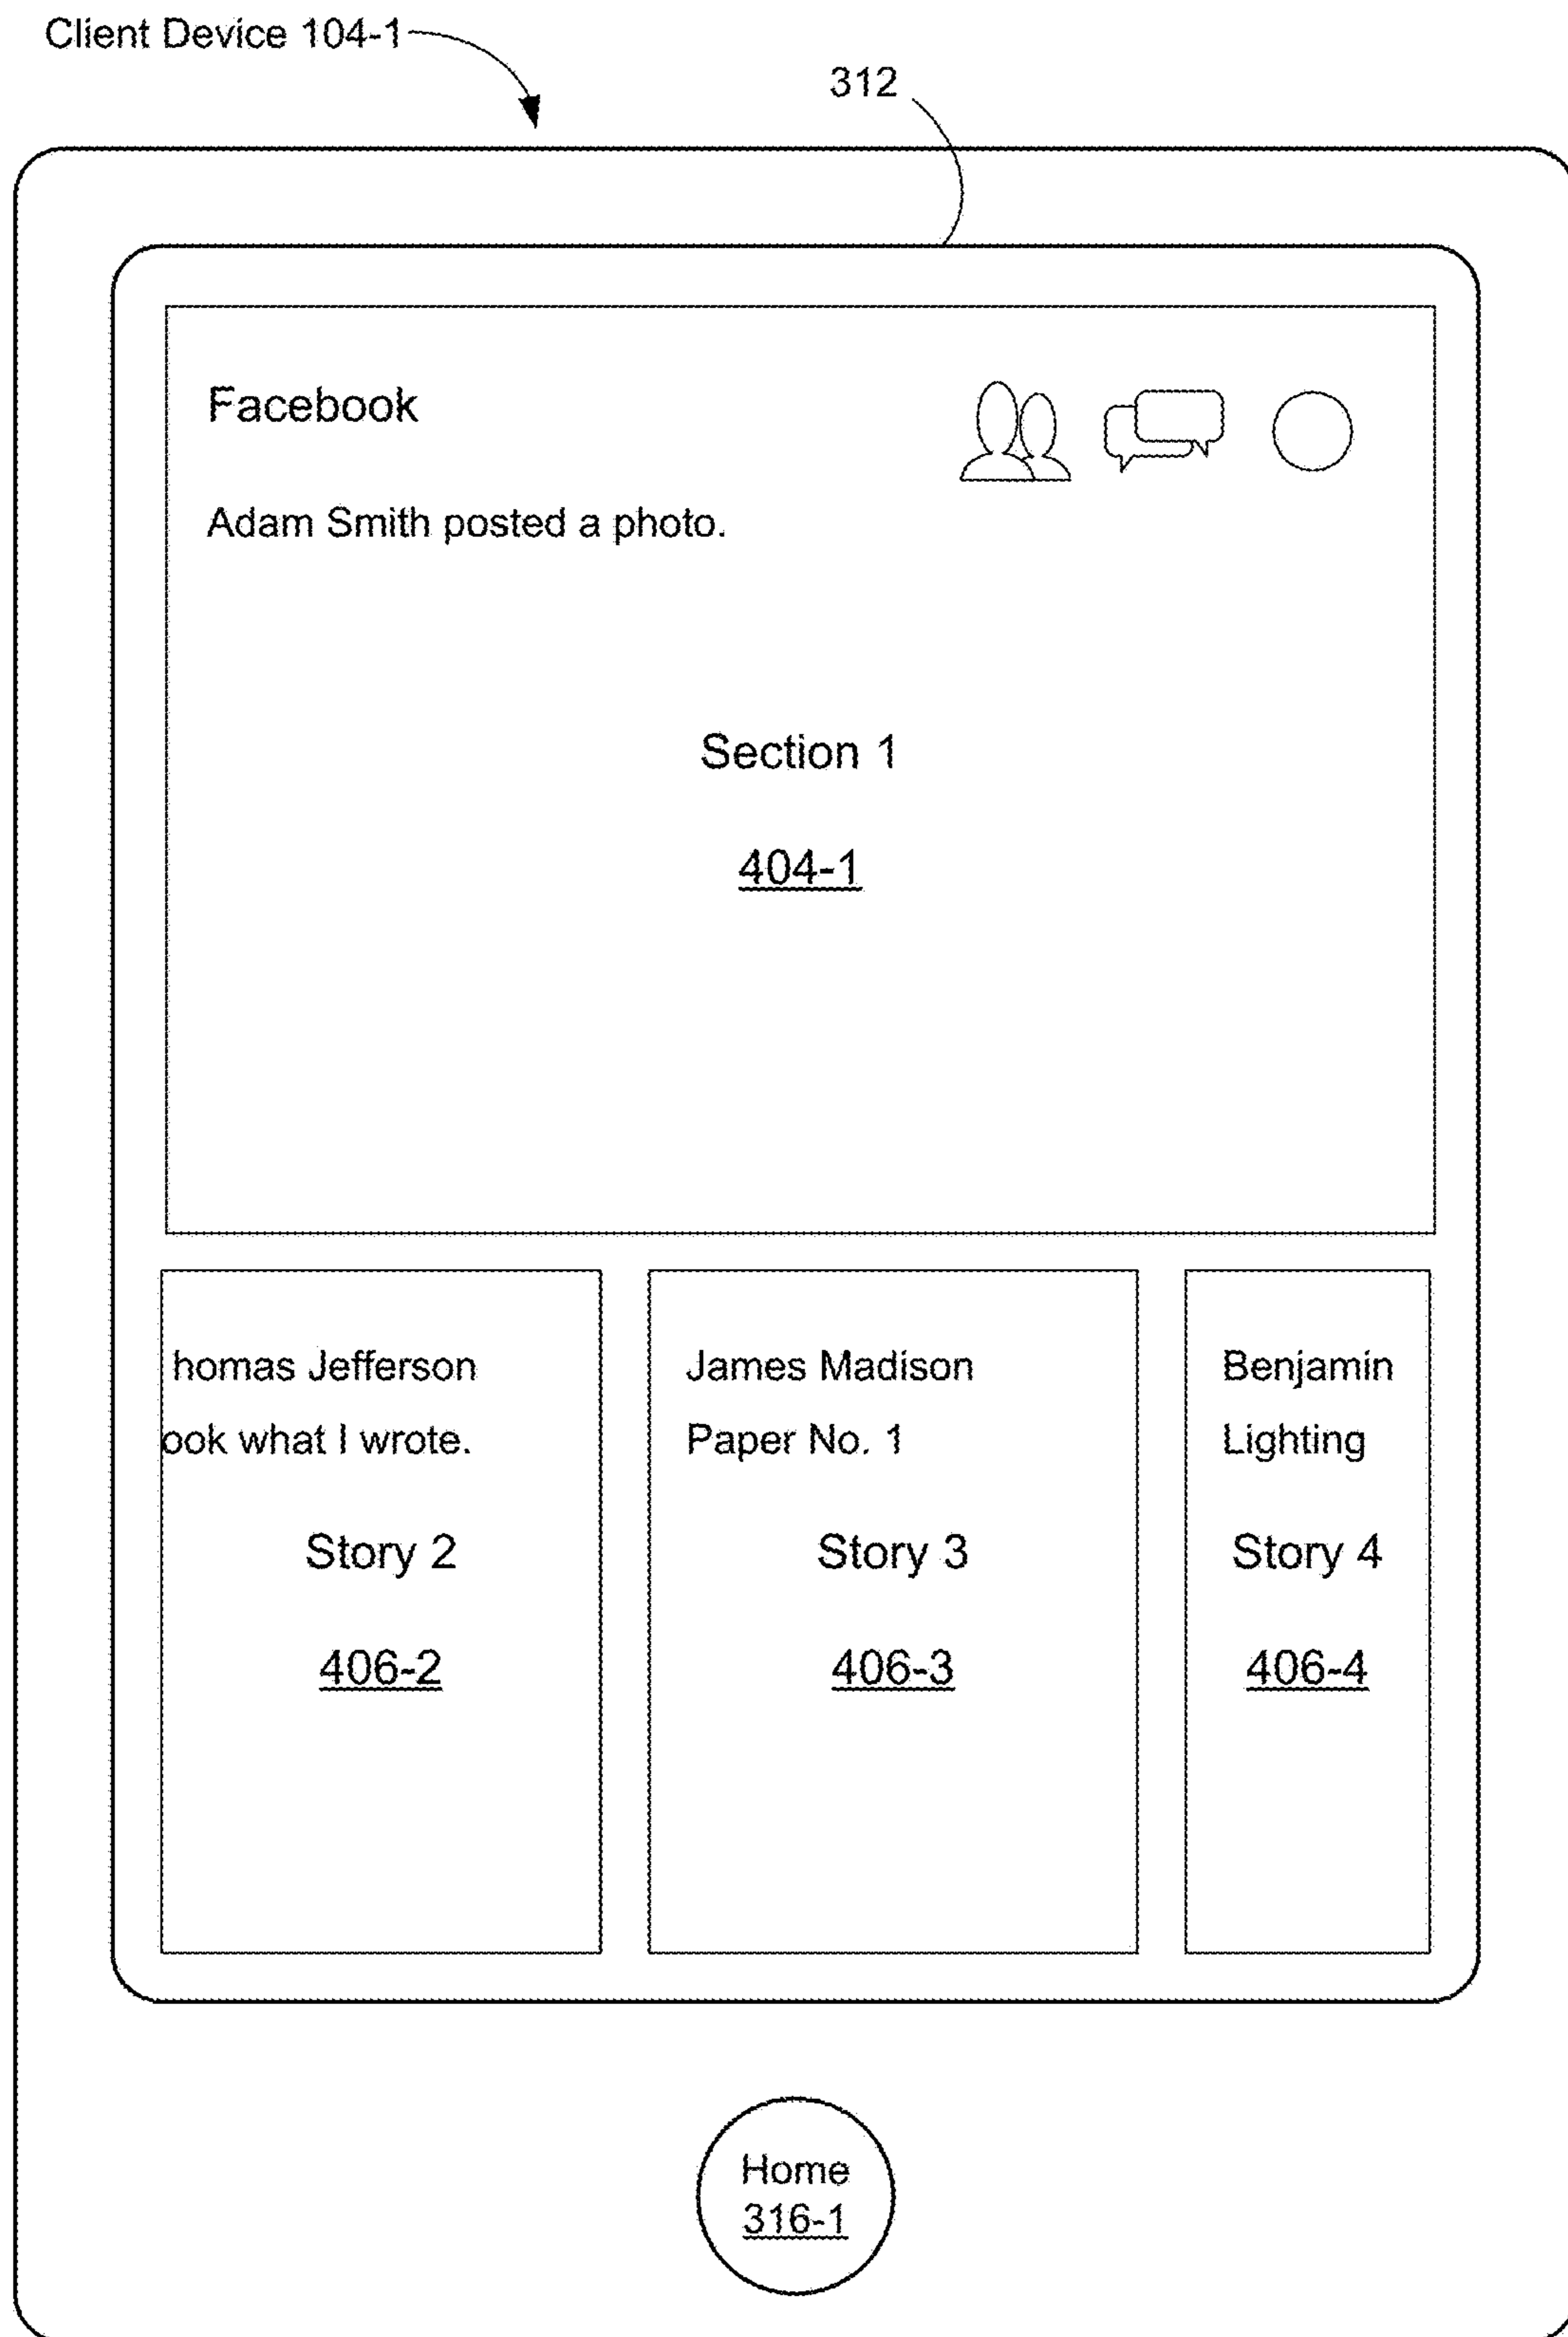 Client Device 104-1
312
Facebook
Adam Smith posted a photo.
Section 1
404-1
homas Jefferson
ook what I wrote.
Story 2
406-2
James Madison
Paper No. 1
Story 3
406-3
Benjamin
Lighting
Story 4
406-4
Home
316-1